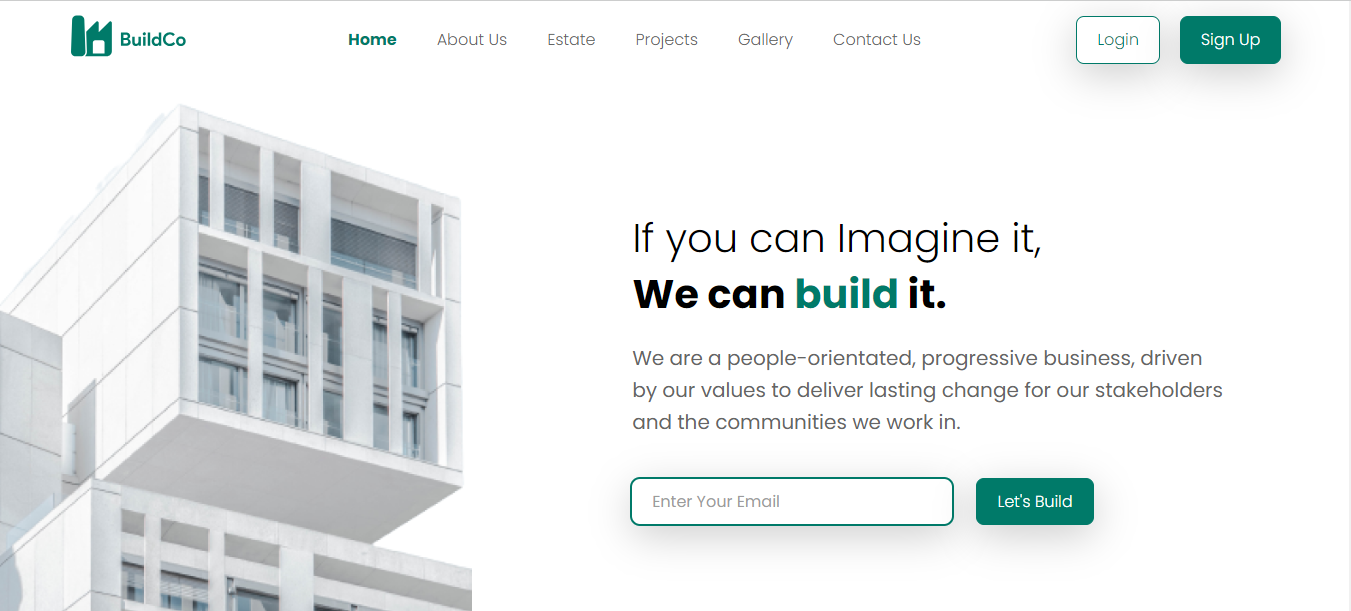 BuildCo
Home About Us Estate Projects Gallery Contact Us
Login
Sign Up
If you can Imagine it,
We can build it.
We are a people-orientated, progressive business, driven
by our values to deliver lasting change for our stakeholders
and the communities we work in.
Enter Your Email
Let's Build